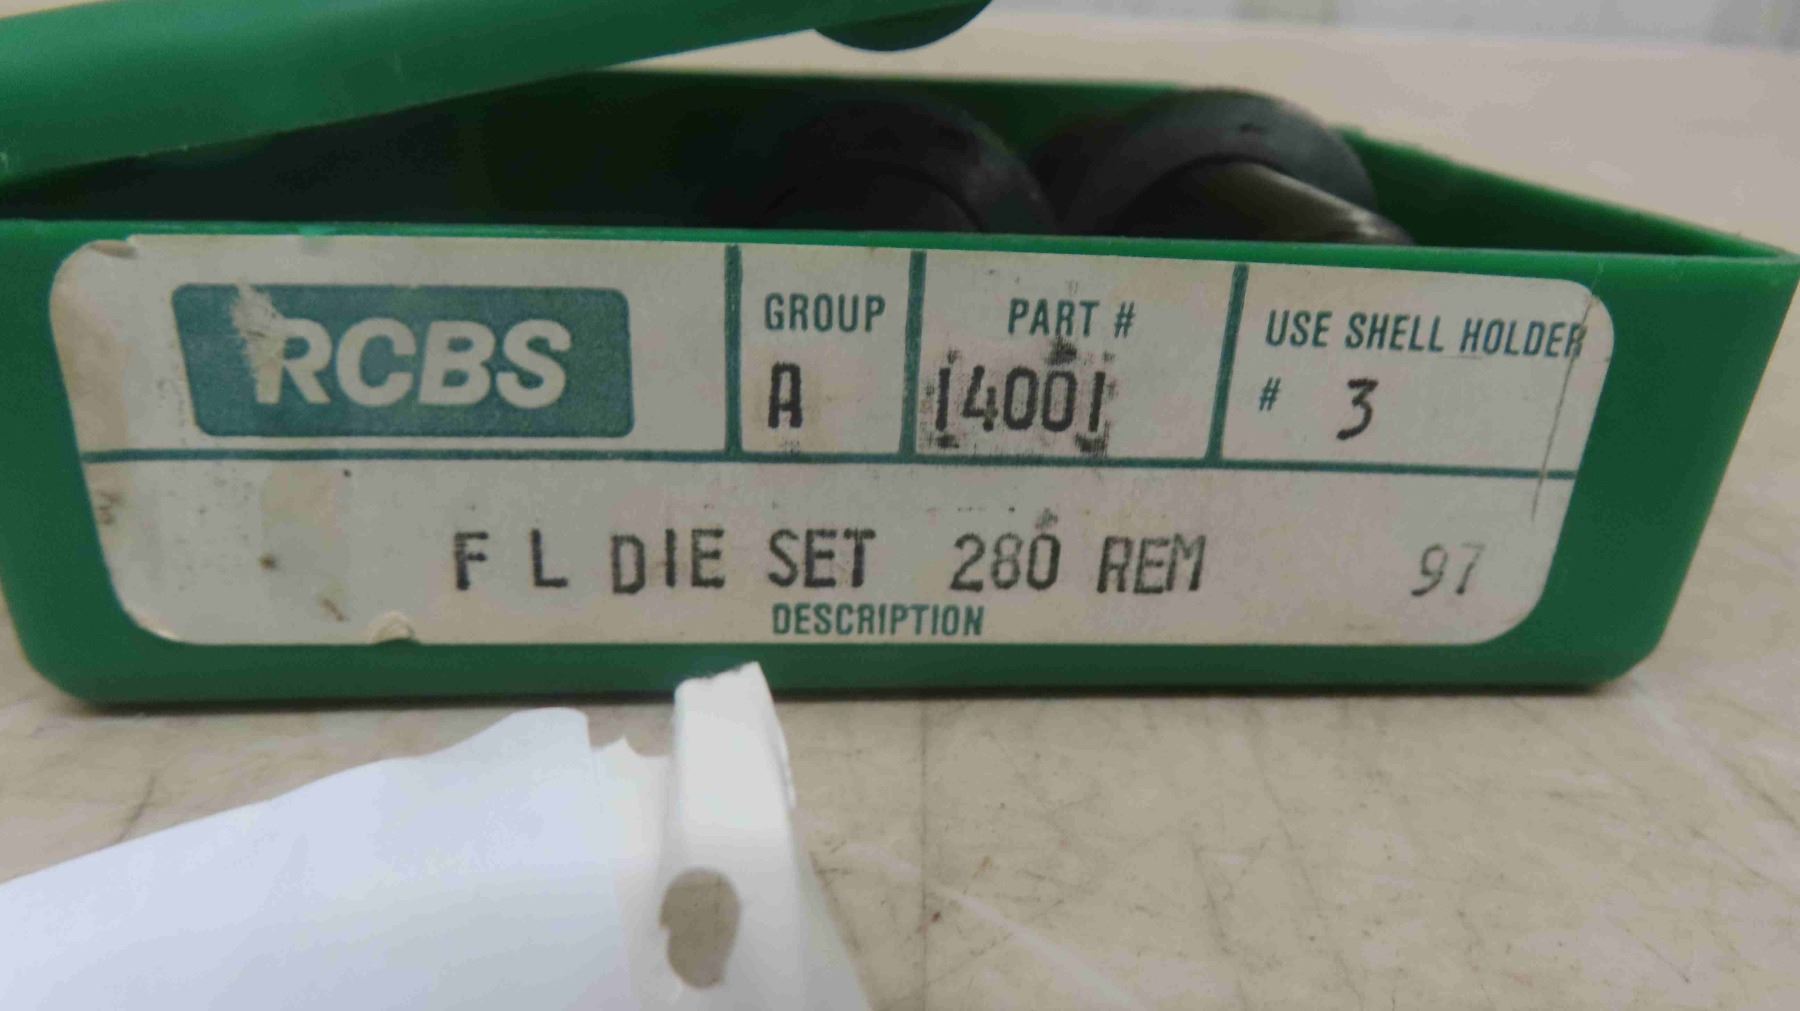 RCBS
GROUP
A
PART #
14001
USE SHELL HOLDER
# 3
F L DIE SET 280 REM 97
DESCRIPTION